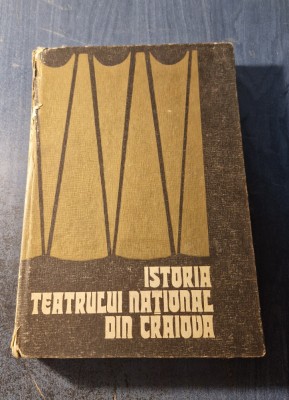 ISTORIA
TEATRULUI NAȚIONAL
DIN CRAIOVA